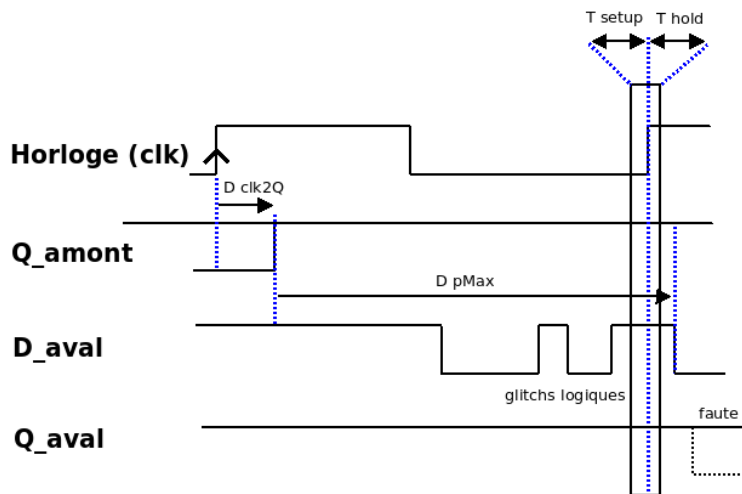 T setup T hold
Horloge (clk)
D clk2Q
Q_amont
D pMax
D_aval
glitchs logiques
faute
Q_aval